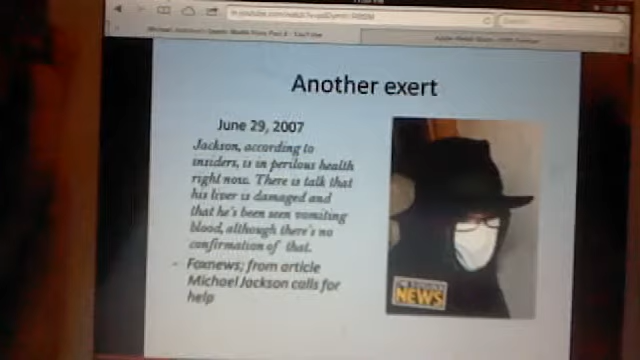 Another exert
June 29, 2007
Jackson, according to
insiders, is in perilous health
right now. There is talk that
his liver is damaged and
that he's been seen vomiting
blood, although there's no
confirmation of that.
- Foxnews; from article
Michael Jackson calls for
help
NEWS